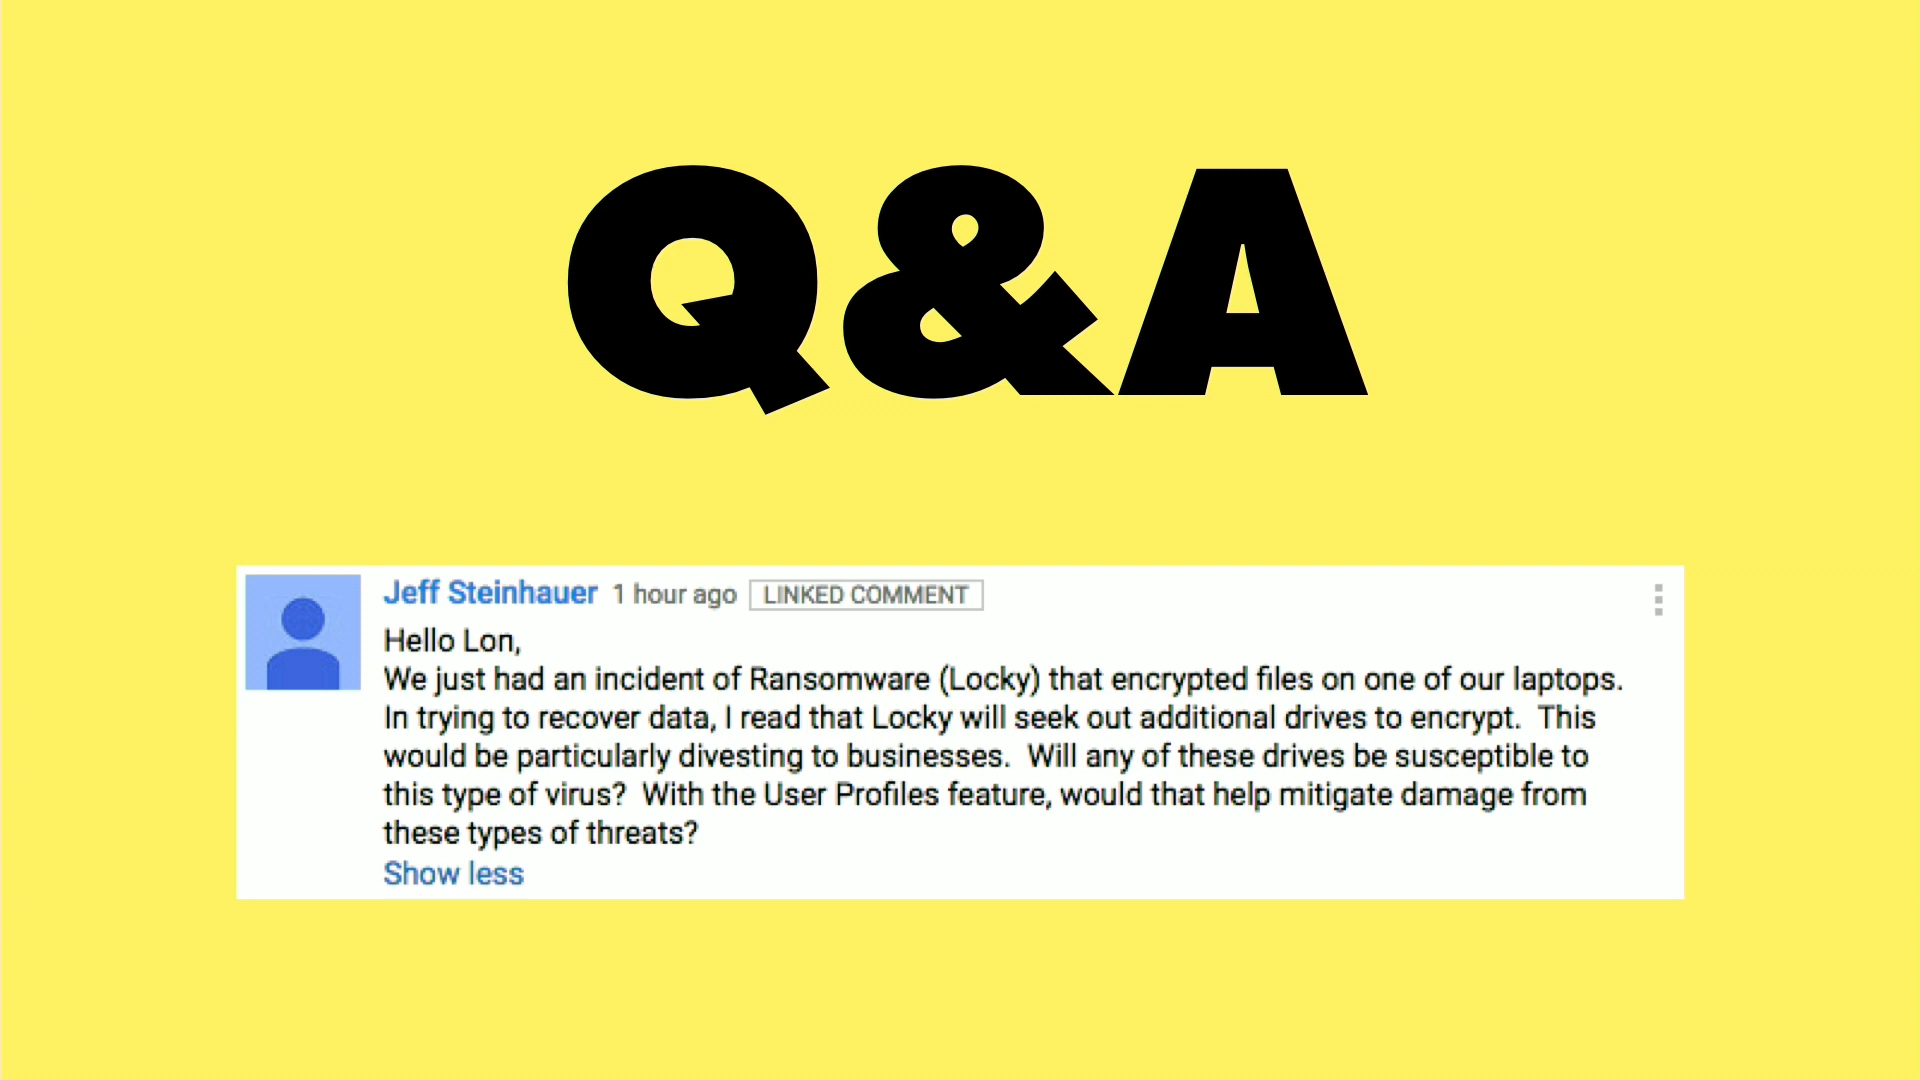 Q&A
Jeff Steinhauer 1 hour ago LINKED COMMENT
Hello Lon,
We just had an incident of Ransomware (Locky) that encrypted files on one of our laptops.
In trying to recover data, I read that Locky will seek out additional drives to encrypt.  This
would be particularly divesting to businesses.  Will any of these drives be susceptible to
this type of virus?  With the User Profiles feature, would that help mitigate damage from
these types of threats?
Show less